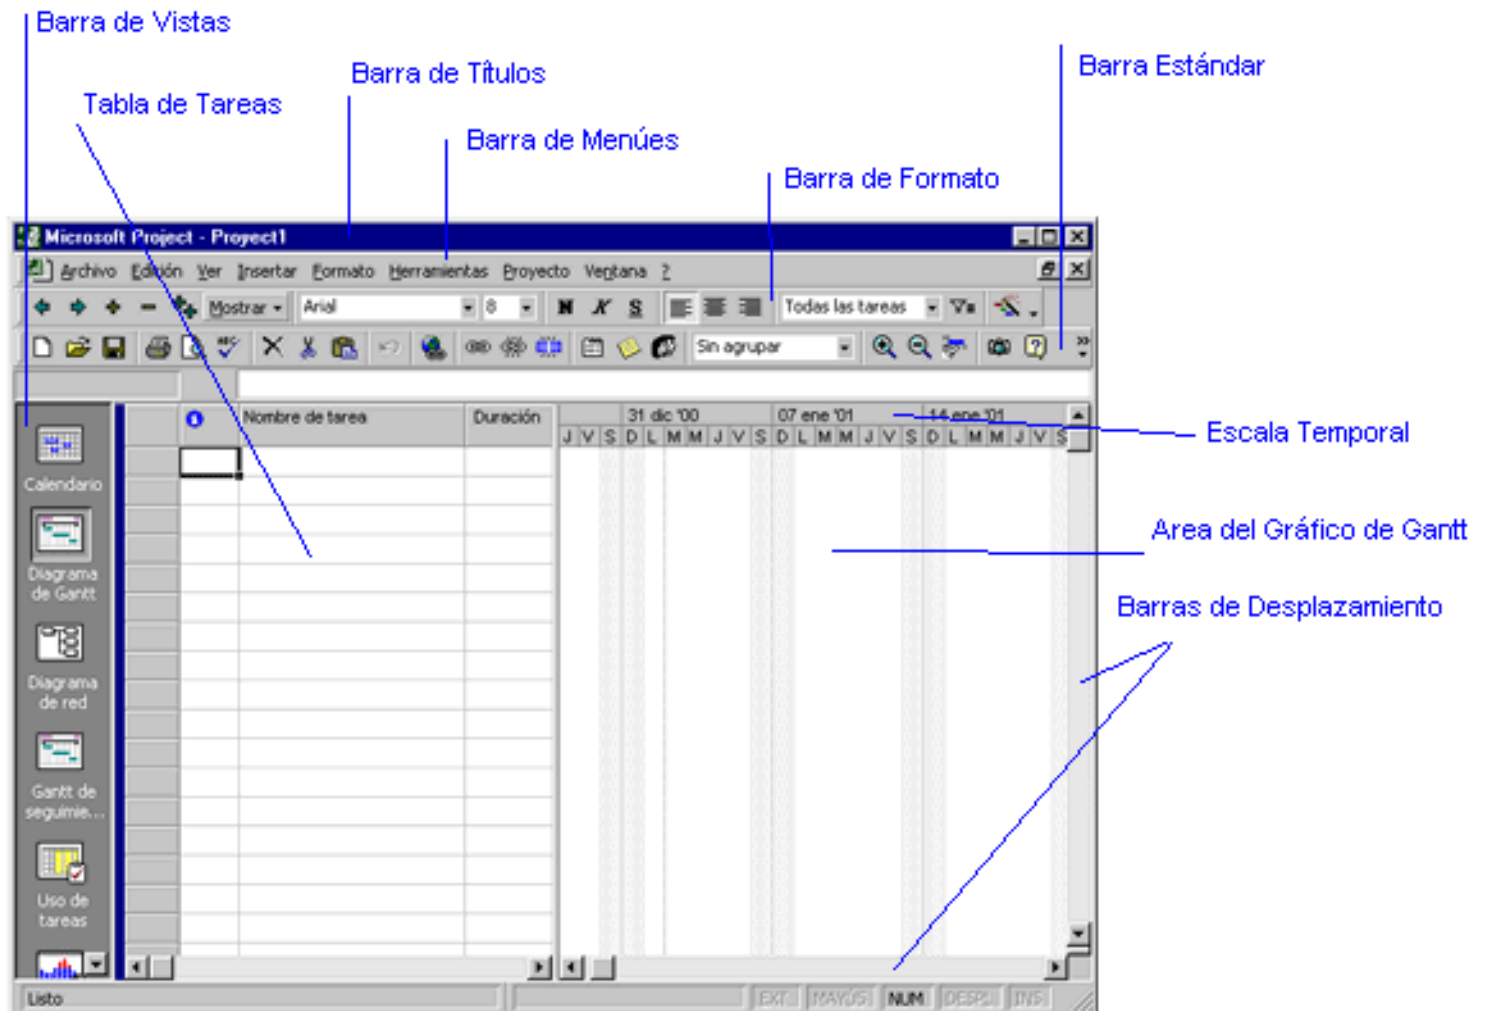 Barra de Vistas
Barra de Títulos
Barra Estándar
Tabla de Tareas
Barra de Menúes
Barra de Formato
Microsoft Project - Proyect1
Archivo Edición Ver Insertar Formato Herramientas Proyecto Ventana ?
Mostrar Arial 8 N K S Todas las tareas
Sin agrupar
Nombre de tarea Duración 31 dic '00 07 ene '01 14 ene '01
J V S D L M M J V S D L M M J V S D L M M J V S
Escala Temporal
Calendario
Area del Gráfico de Gantt
Diagrama
de Gantt
Barras de Desplazamiento
Diagrama
de red
Gantt de
seguimie...
Uso de
tareas
Listo EXT MAYÚS NUM DESPL INS